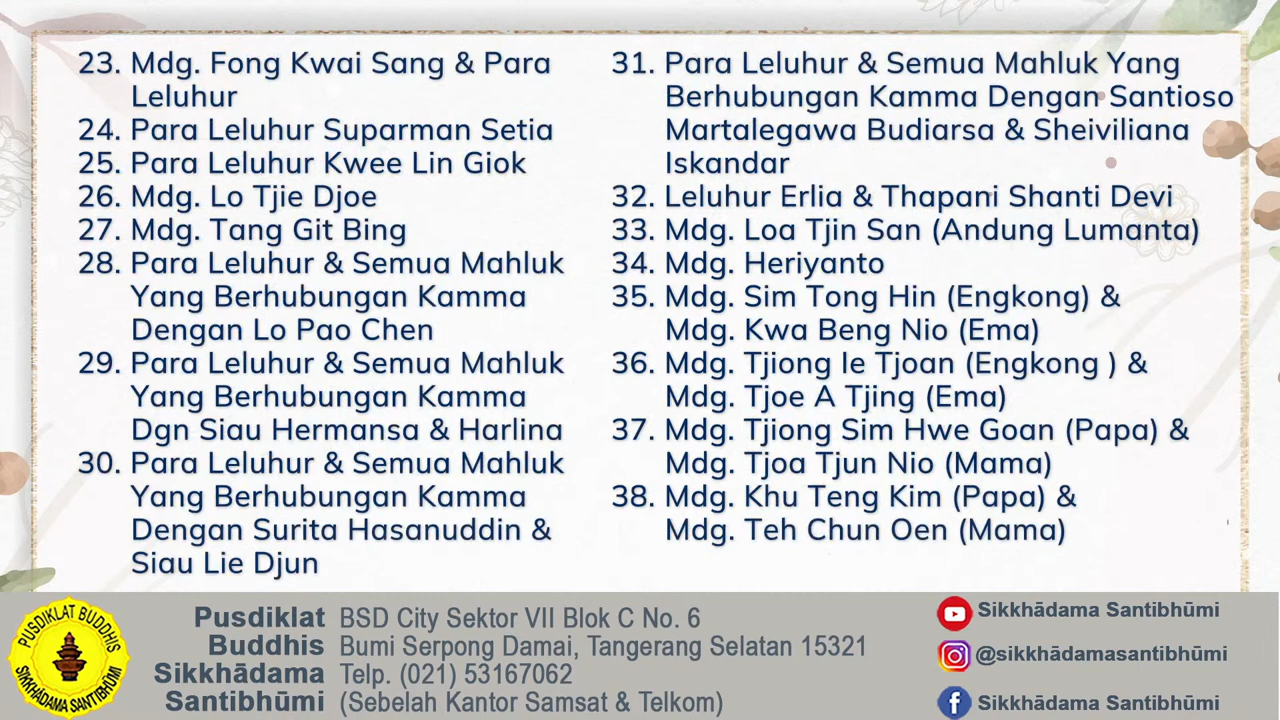 23. Mdg. Fong Kwai Sang & Para
Leluhur
24. Para Leluhur Suparman Setia
25. Para Leluhur Kwee Lin Giok
26. Mdg. Lo Tjie Djoe
27. Mdg. Tang Git Bing
28. Para Leluhur & Semua Mahluk
Yang Berhubungan Kamma
Dengan Lo Pao Chen
29. Para Leluhur & Semua Mahluk
Yang Berhubungan Kamma
Dgn Siau Hermansa & Harlina
30. Para Leluhur & Semua Mahluk
Yang Berhubungan Kamma
Dengan Surita Hasanuddin &
Siau Lie Djun
31. Para Leluhur & Semua Mahluk Yang
Berhubungan Kamma Dengan Santioso
Martalegawa Budiarsa & Sheiviliana
Iskandar
32. Leluhur Erlia & Thapani Shanti Devi
33. Mdg. Loa Tjin San (Andung Lumanta)
34. Mdg. Heriyanto
35. Mdg. Sim Tong Hin (Engkong) &
Mdg. Kwa Beng Nio (Ema)
36. Mdg. Tjiong Ie Tjoan (Engkong ) &
Mdg. Tjoe A Tjing (Ema)
37. Mdg. Tjiong Sim Hwe Goan (Papa) &
Mdg. Tjoa Tjun Nio (Mama)
38. Mdg. Khu Teng Kim (Papa) &
Mdg. Teh Chun Oen (Mama)
PUSDIKLAT BUDDHIS
SIKKHĀDAMA SANTIBHŪMI
Pusdiklat
Buddhis
Sikkhādama
Santibhūmi
BSD City Sektor VII Blok C No. 6
Bumi Serpong Damai, Tangerang Selatan 15321
Telp. (021) 53167062
(Sebelah Kantor Samsat & Telkom)
Sikkhādama Santibhūmi
@sikkhādamasantibhūmi
Sikkhādama Santibhūmi